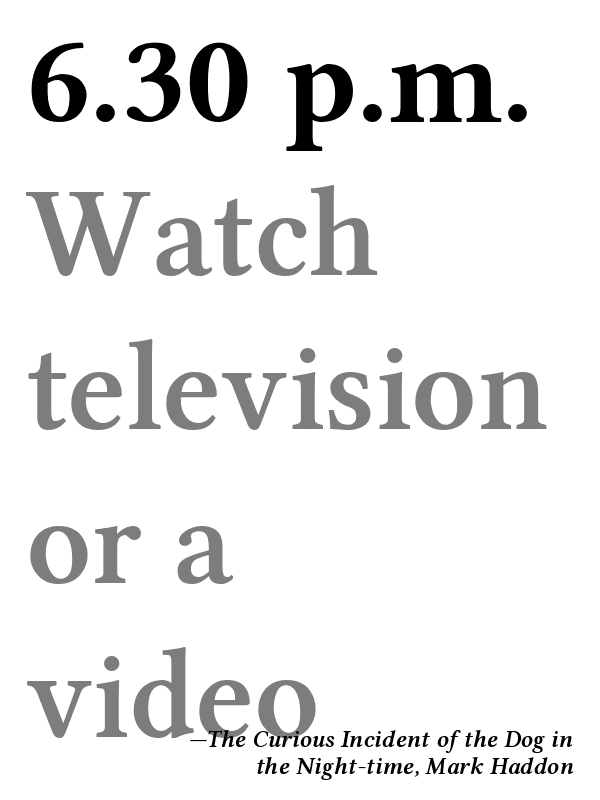 6.30 p.m.
Watch
television
or a
video
—The Curious Incident of the Dog in
the Night-time, Mark Haddon